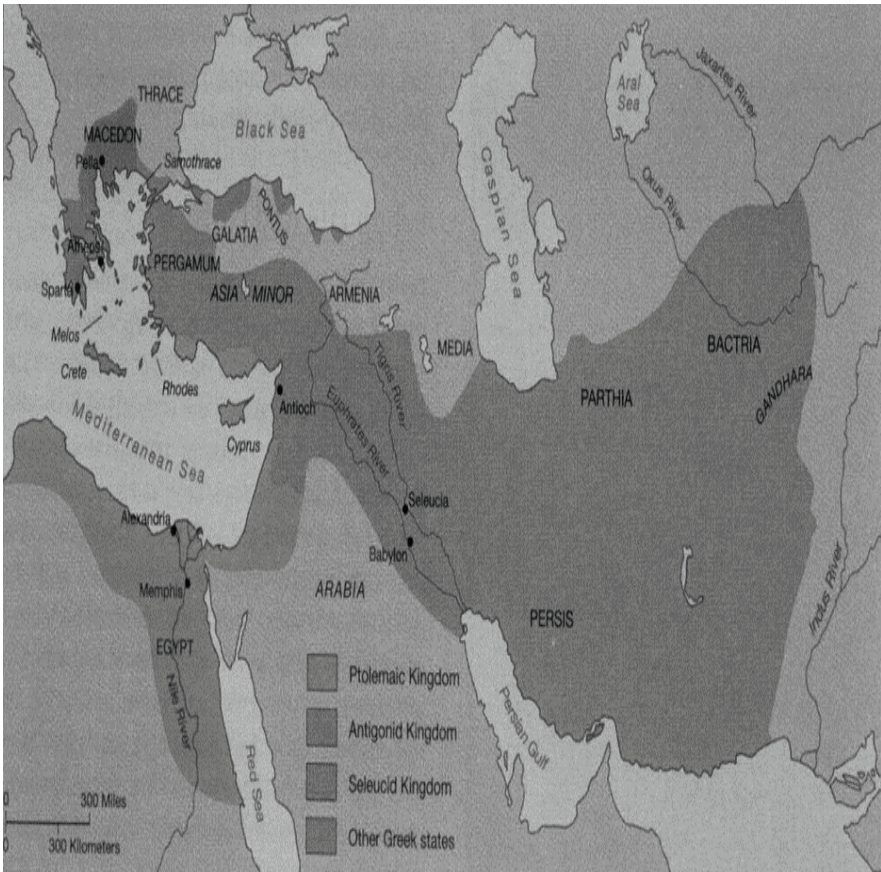 THRACE
MACEDON
Pella
Samothrace
Black Sea
Caspian Sea
Aral Sea
Jaxartes River
Oxus River
PONTUS
GALATIA
Athens
PERGAMUM
Sparta
ASIA MINOR
ARMENIA
Melos
MEDIA
BACTRIA
Crete
Rhodes
Tigris River
PARTHIA
GANDHARA
Antioch
Mediterranean Sea
Cyprus
Euphrates River
Seleucia
Alexandria
Babylon
Memphis
ARABIA
Indus River
PERSIS
EGYPT
Nile River
Red Sea
Persian Gulf
Ptolemaic Kingdom
Antigonid Kingdom
Seleucid Kingdom
Other Greek states
0 300 Miles
0 300 Kilometers